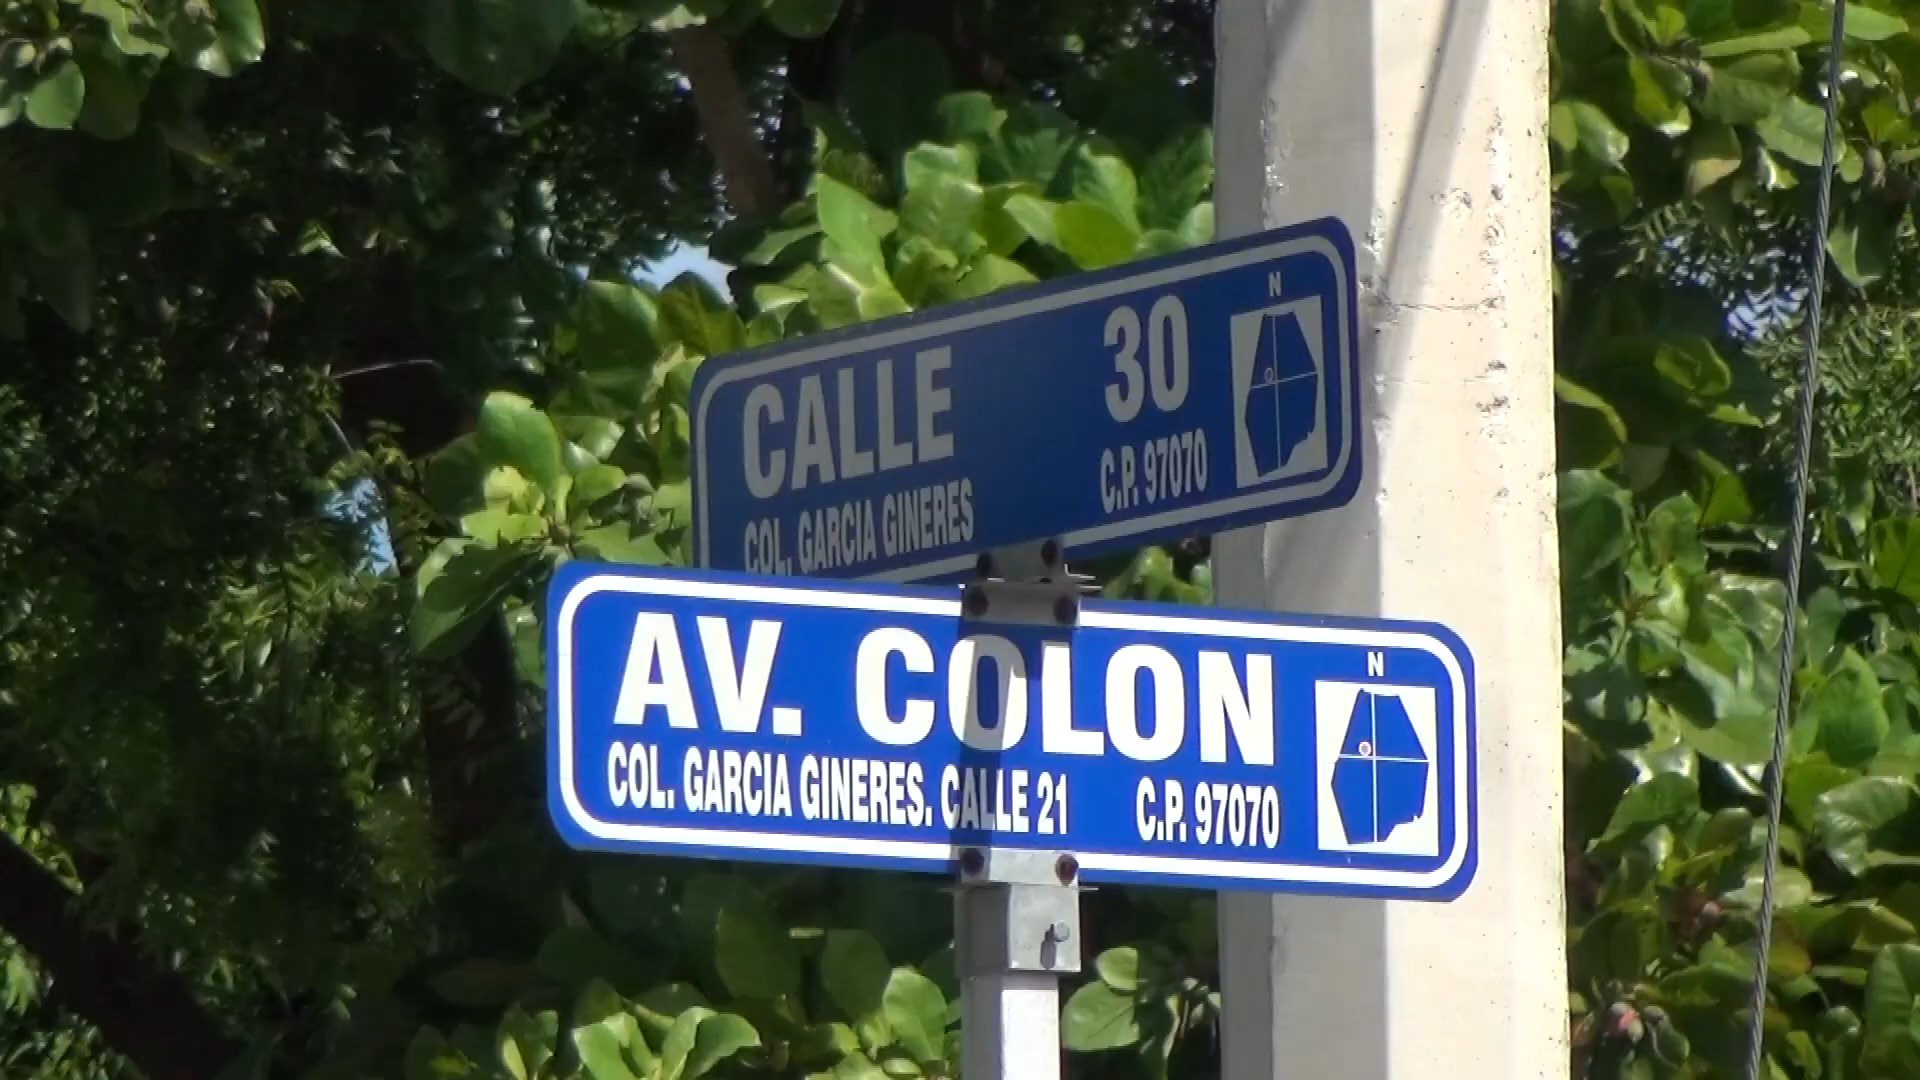 CALLE 30
COL. GARCIA GINERES C.P. 97070
N
AV. COLON
COL. GARCIA GINERES. CALLE 21 C.P. 97070
N